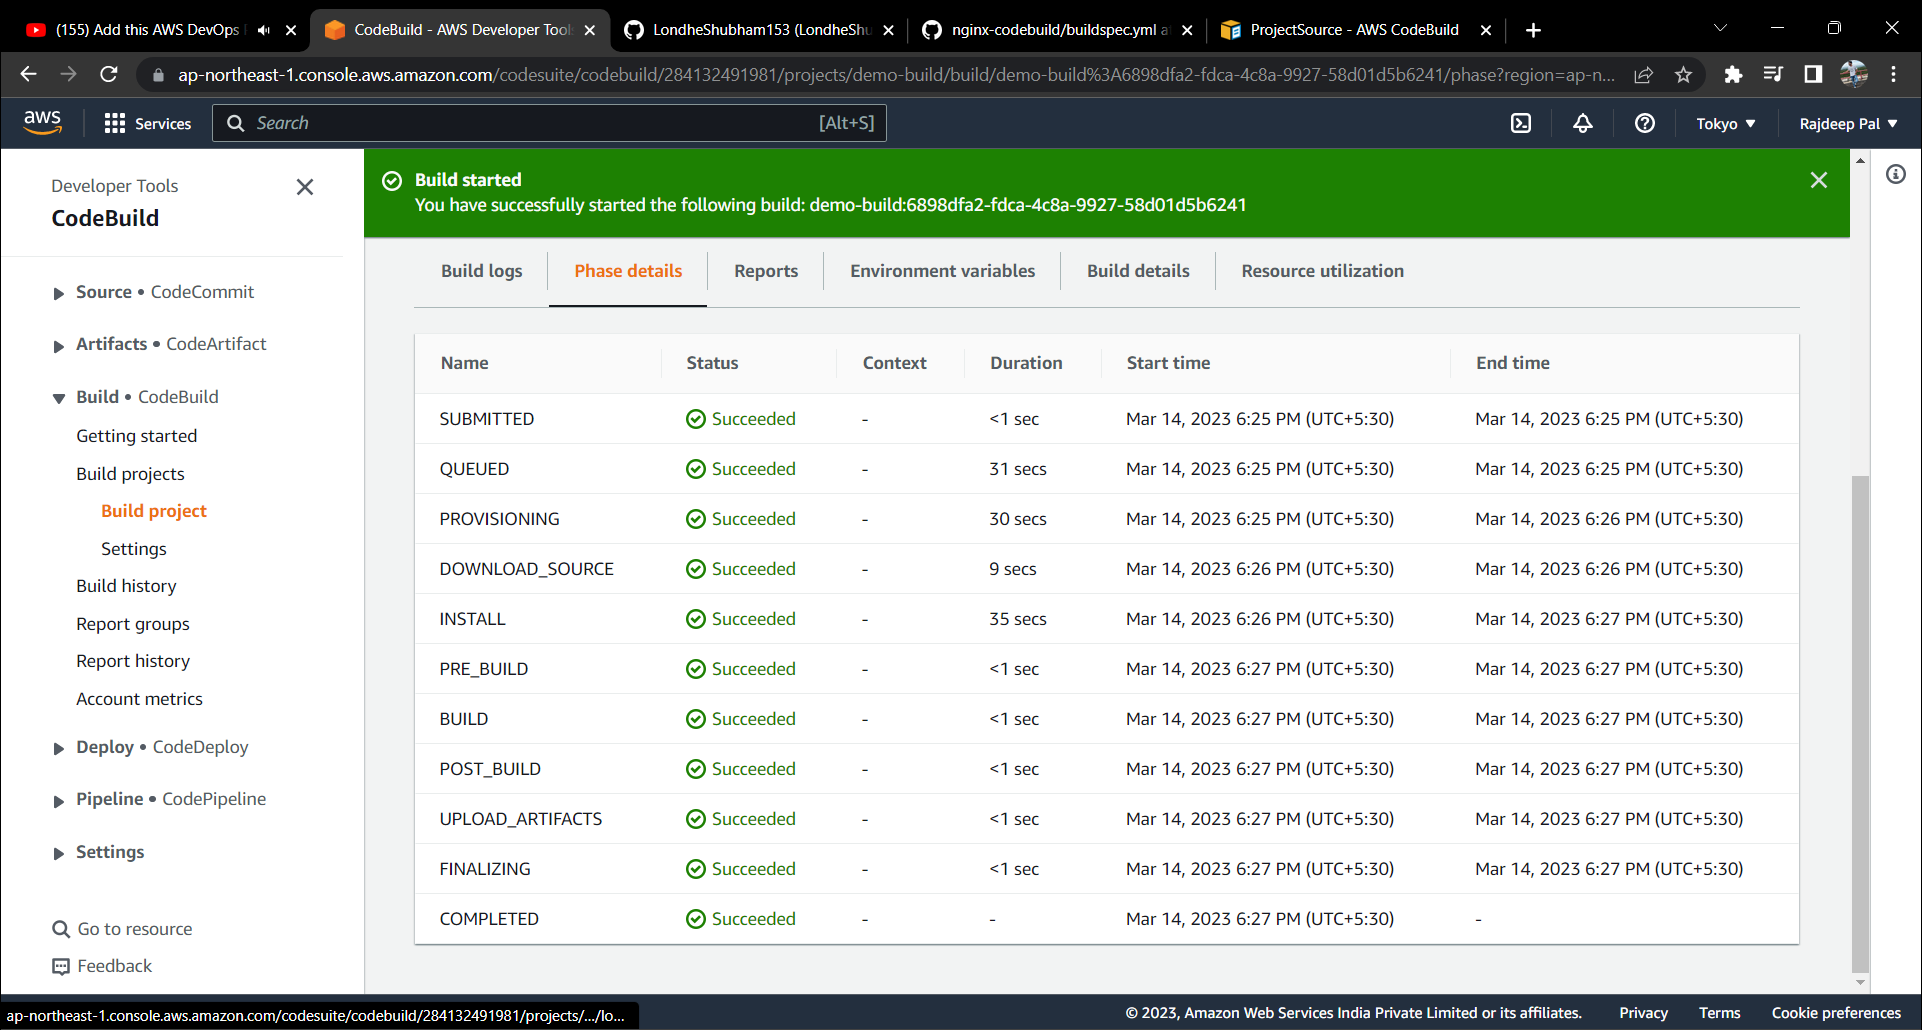 (155) Add this AWS DevOps
CodeBuild - AWS Developer Tools
LondheShubham153 (LondheShu
nginx-codebuild/buildspec.yml a
ProjectSource - AWS CodeBuild
ap-northeast-1.console.aws.amazon.com/codesuite/codebuild/284132491981/projects/demo-build/build/demo-build%3A6898dfa2-fdca-4c8a-9927-58d01d5b6241/phase?region=ap-n...
aws
Services
Search
[Alt+S]
Tokyo
Rajdeep Pal
Developer Tools
CodeBuild
Source • CodeCommit
Artifacts • CodeArtifact
Build • CodeBuild
Getting started
Build projects
Build project
Settings
Build history
Report groups
Report history
Account metrics
Deploy • CodeDeploy
Pipeline • CodePipeline
Settings
Go to resource
Feedback
Build started
You have successfully started the following build: demo-build:6898dfa2-fdca-4c8a-9927-58d01d5b6241
Build logs Phase details Reports Environment variables Build details Resource utilization
Name Status Context Duration Start time End time
SUBMITTED Succeeded - <1 sec Mar 14, 2023 6:25 PM (UTC+5:30) Mar 14, 2023 6:25 PM (UTC+5:30)
QUEUED Succeeded - 31 secs Mar 14, 2023 6:25 PM (UTC+5:30) Mar 14, 2023 6:25 PM (UTC+5:30)
PROVISIONING Succeeded - 30 secs Mar 14, 2023 6:25 PM (UTC+5:30) Mar 14, 2023 6:26 PM (UTC+5:30)
DOWNLOAD_SOURCE Succeeded - 9 secs Mar 14, 2023 6:26 PM (UTC+5:30) Mar 14, 2023 6:26 PM (UTC+5:30)
INSTALL Succeeded - 35 secs Mar 14, 2023 6:26 PM (UTC+5:30) Mar 14, 2023 6:27 PM (UTC+5:30)
PRE_BUILD Succeeded - <1 sec Mar 14, 2023 6:27 PM (UTC+5:30) Mar 14, 2023 6:27 PM (UTC+5:30)
BUILD Succeeded - <1 sec Mar 14, 2023 6:27 PM (UTC+5:30) Mar 14, 2023 6:27 PM (UTC+5:30)
POST_BUILD Succeeded - <1 sec Mar 14, 2023 6:27 PM (UTC+5:30) Mar 14, 2023 6:27 PM (UTC+5:30)
UPLOAD_ARTIFACTS Succeeded - <1 sec Mar 14, 2023 6:27 PM (UTC+5:30) Mar 14, 2023 6:27 PM (UTC+5:30)
FINALIZING Succeeded - <1 sec Mar 14, 2023 6:27 PM (UTC+5:30) Mar 14, 2023 6:27 PM (UTC+5:30)
COMPLETED Succeeded - - Mar 14, 2023 6:27 PM (UTC+5:30) -
ap-northeast-1.console.aws.amazon.com/codesuite/codebuild/284132491981/projects/.../lo...
© 2023, Amazon Web Services India Private Limited or its affiliates. Privacy Terms Cookie preferences